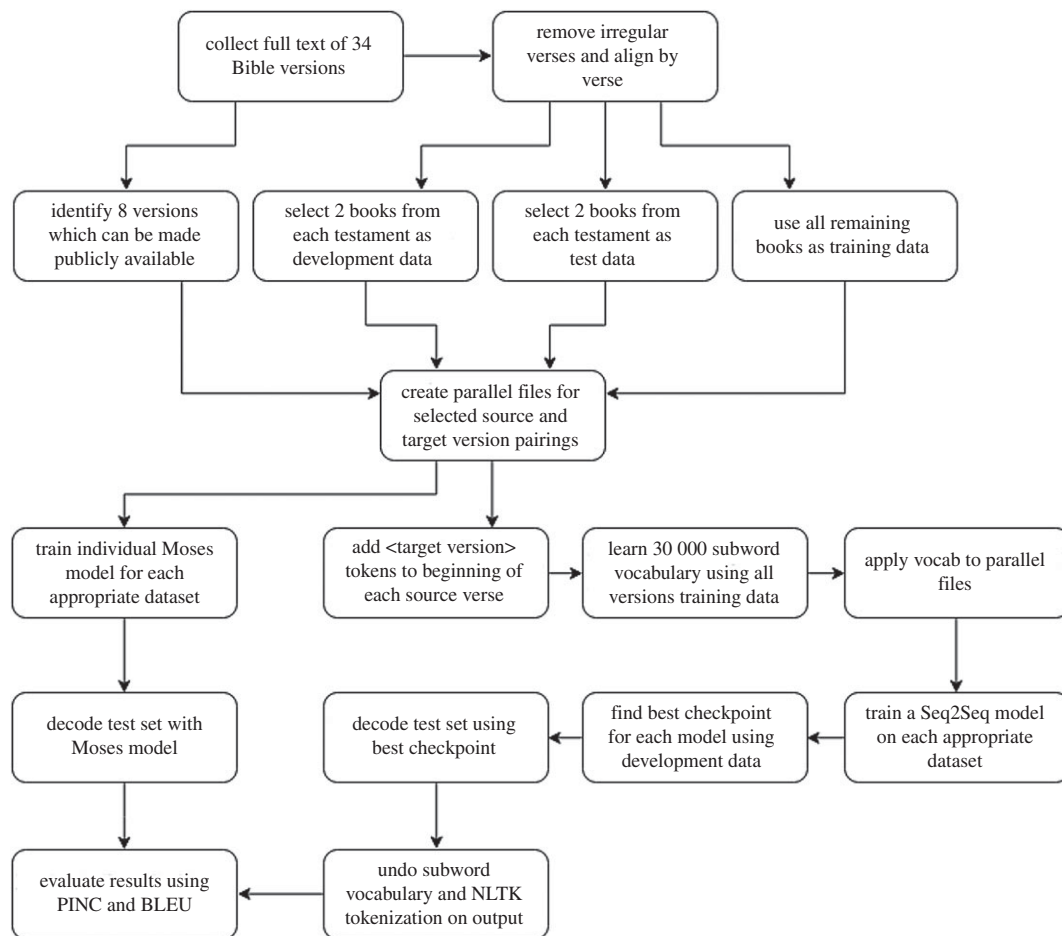 collect full text of 34
Bible versions
remove irregular
verses and align by
verse
identify 8 versions
which can be made
publicly available
select 2 books from
each testament as
development data
select 2 books from
each testament as
test data
use all remaining
books as training data
create parallel files for
selected source and
target version pairings
train individual Moses
model for each
appropriate dataset
add <target version>
tokens to beginning of
each source verse
learn 30 000 subword
vocabulary using all
versions training data
apply vocab to parallel
files
decode test set with
Moses model
decode test set using
best checkpoint
find best checkpoint
for each model using
development data
train a Seq2Seq model
on each appropriate
dataset
evaluate results using
PINC and BLEU
undo subword
vocabulary and NLTK
tokenization on output